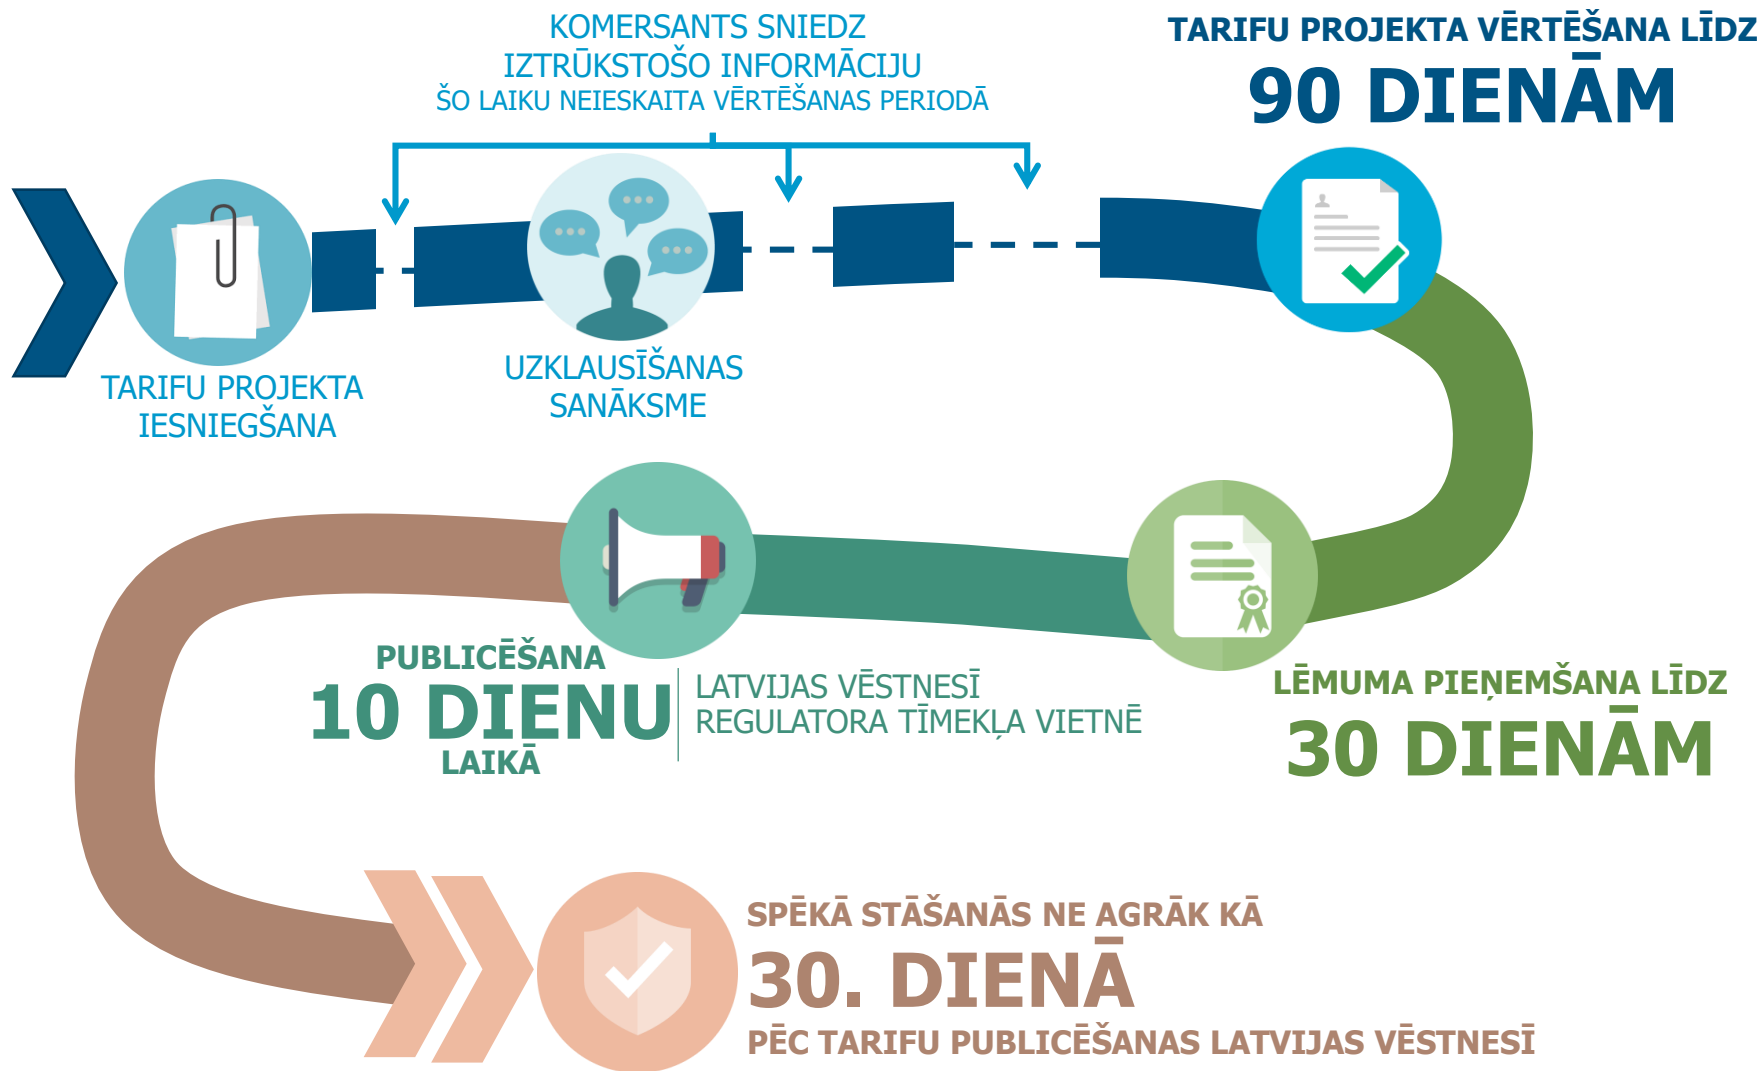 KOMERSANTS SNIEDZ
IZTRŪKSTOŠO INFORMĀCIJU
ŠO LAIKU NEIESKAITA VĒRTĒŠANAS PERIODĀ
TARIFU PROJEKTA VĒRTĒŠANA LĪDZ
90 DIENĀM
TARIFU PROJEKTA
IESNIEGŠANA
UZKLAUSĪŠANAS
SANĀKSME
LĒMUMA PIEŅEMŠANA LĪDZ
30 DIENĀM
PUBLICĒŠANA
10 DIENU
LAIKĀ
LATVIJAS VĒSTNESĪ
REGULATORA TĪMEKĻA VIETNĒ
SPĒKĀ STĀŠANĀS NE AGRĀK KĀ
30. DIENĀ
PĒC TARIFU PUBLICĒŠANAS LATVIJAS VĒSTNESĪ